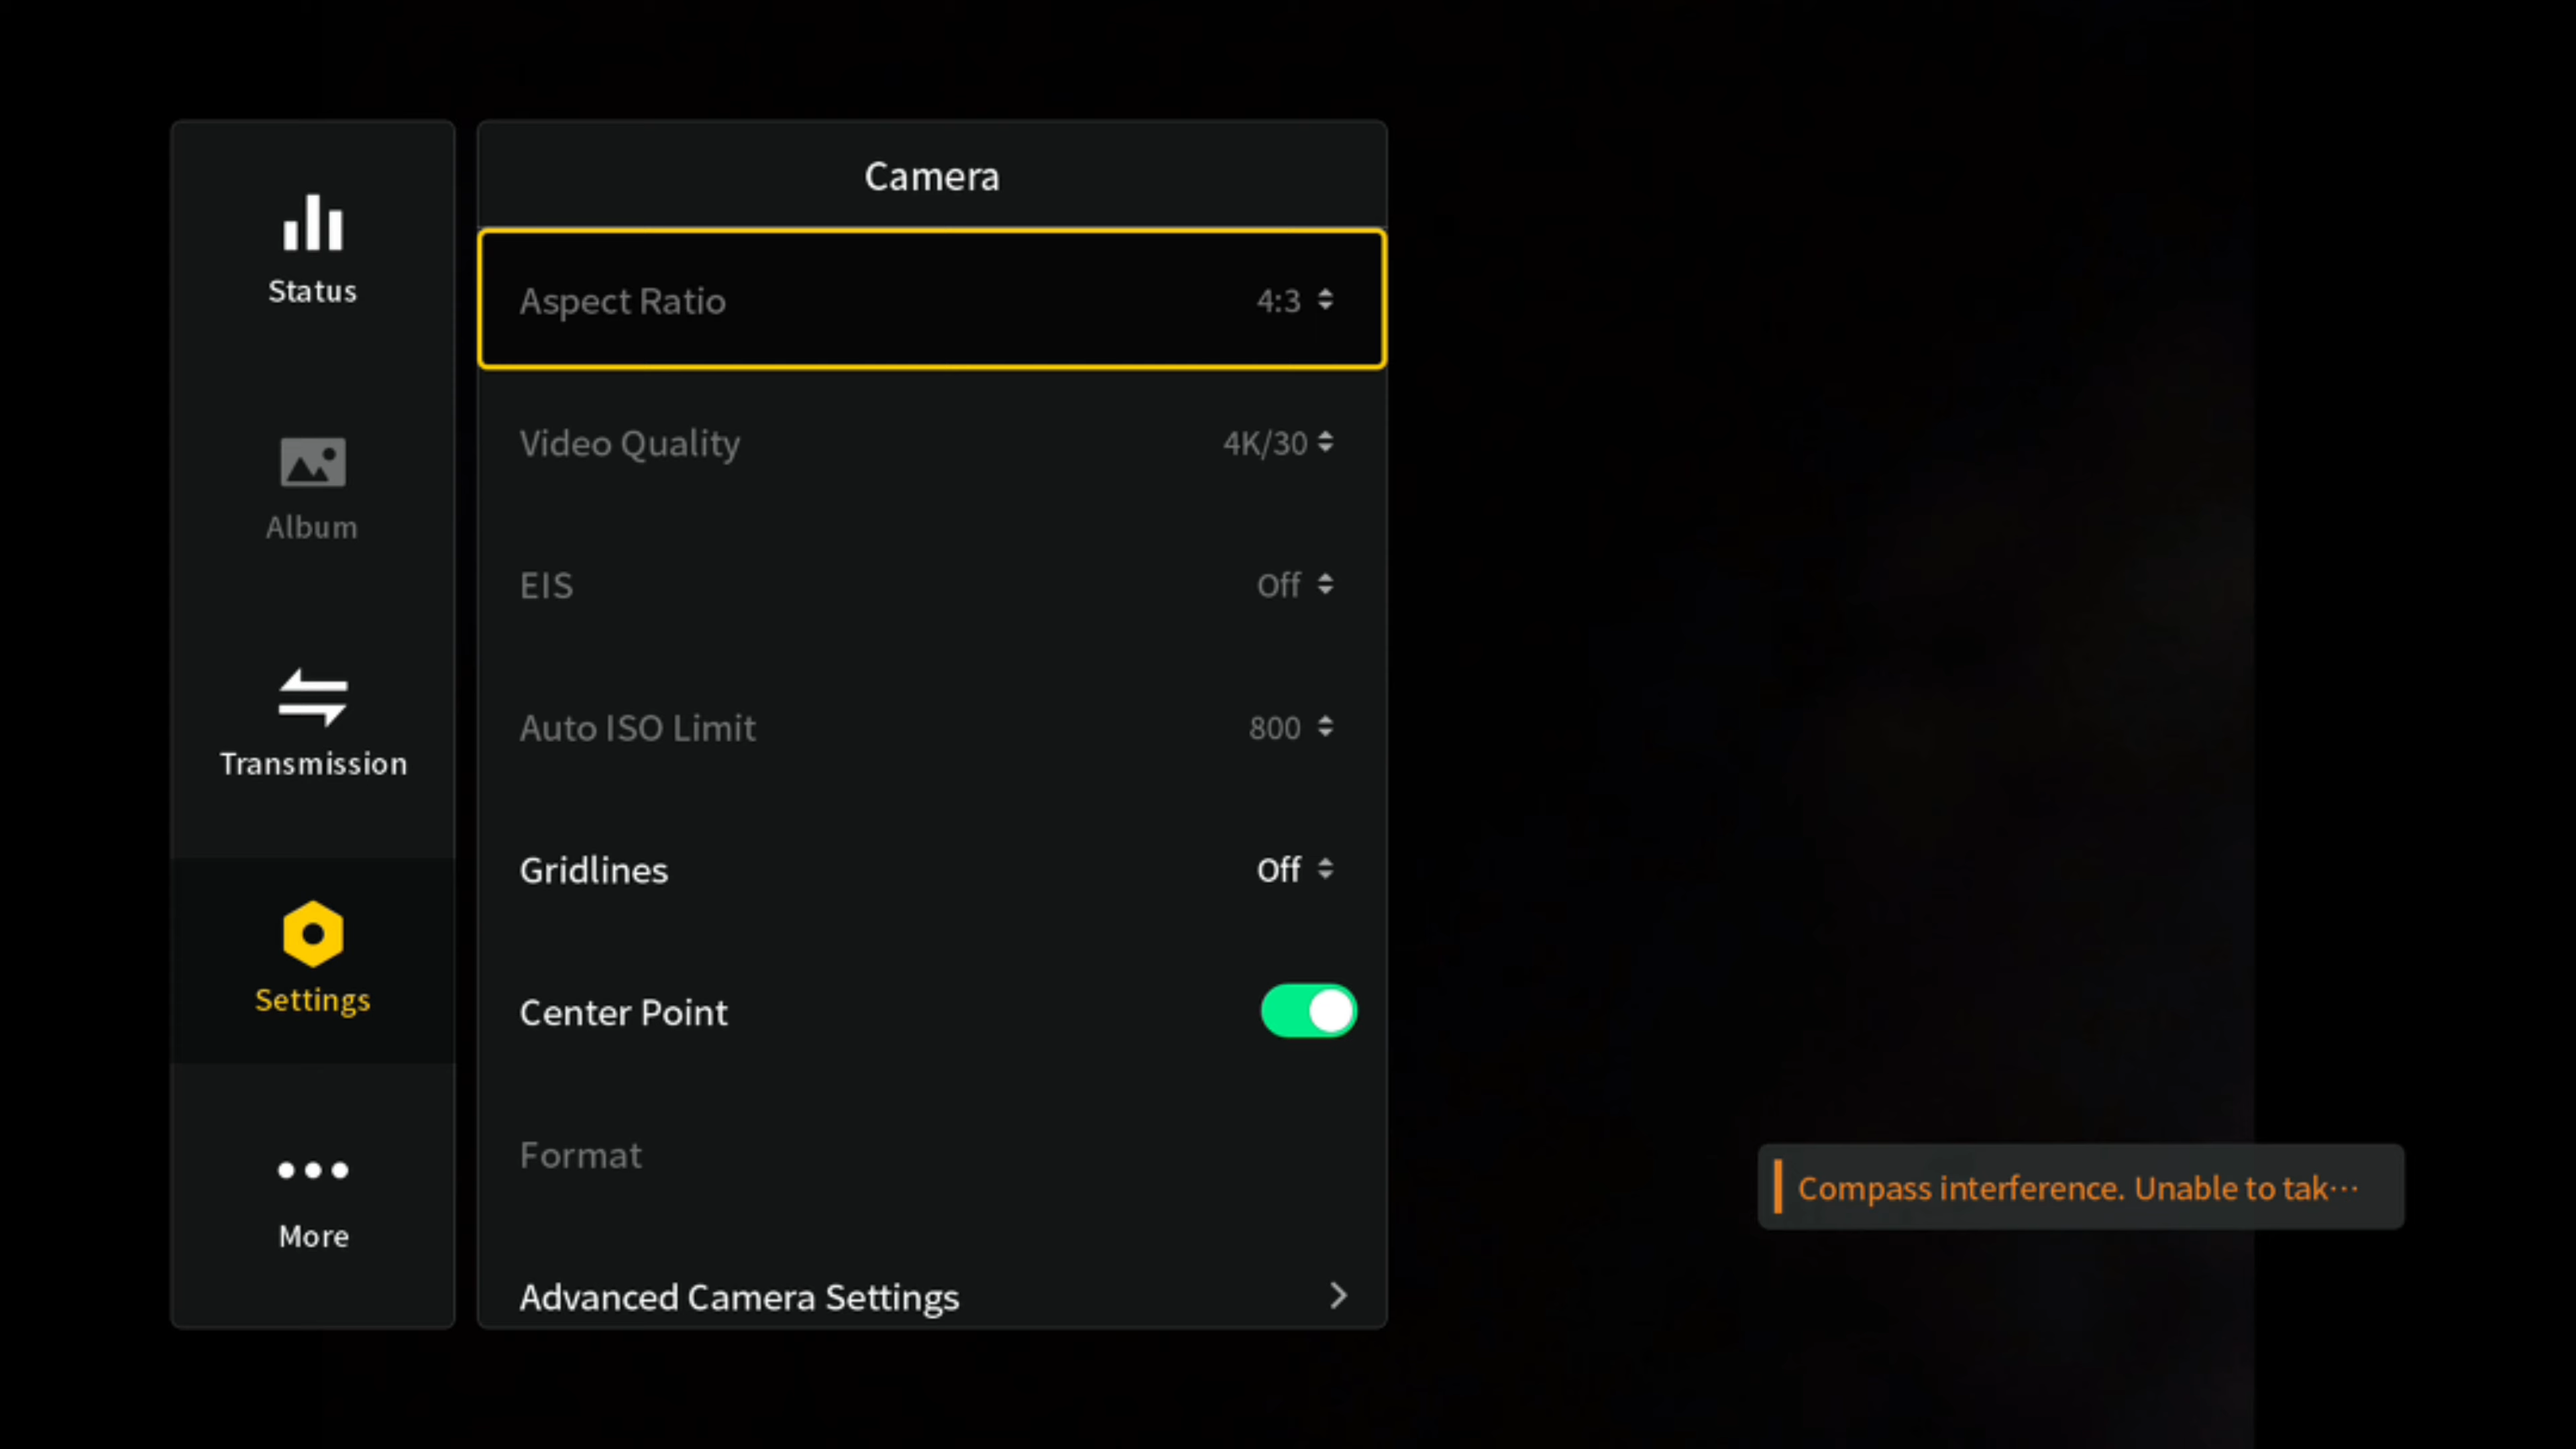 Status
Album
Transmission
Settings
More
Camera
Aspect Ratio 4:3
Video Quality 4K/30
EIS Off
Auto ISO Limit 800
Gridlines Off
Center Point
Format
Advanced Camera Settings
Compass interference. Unable to tak···